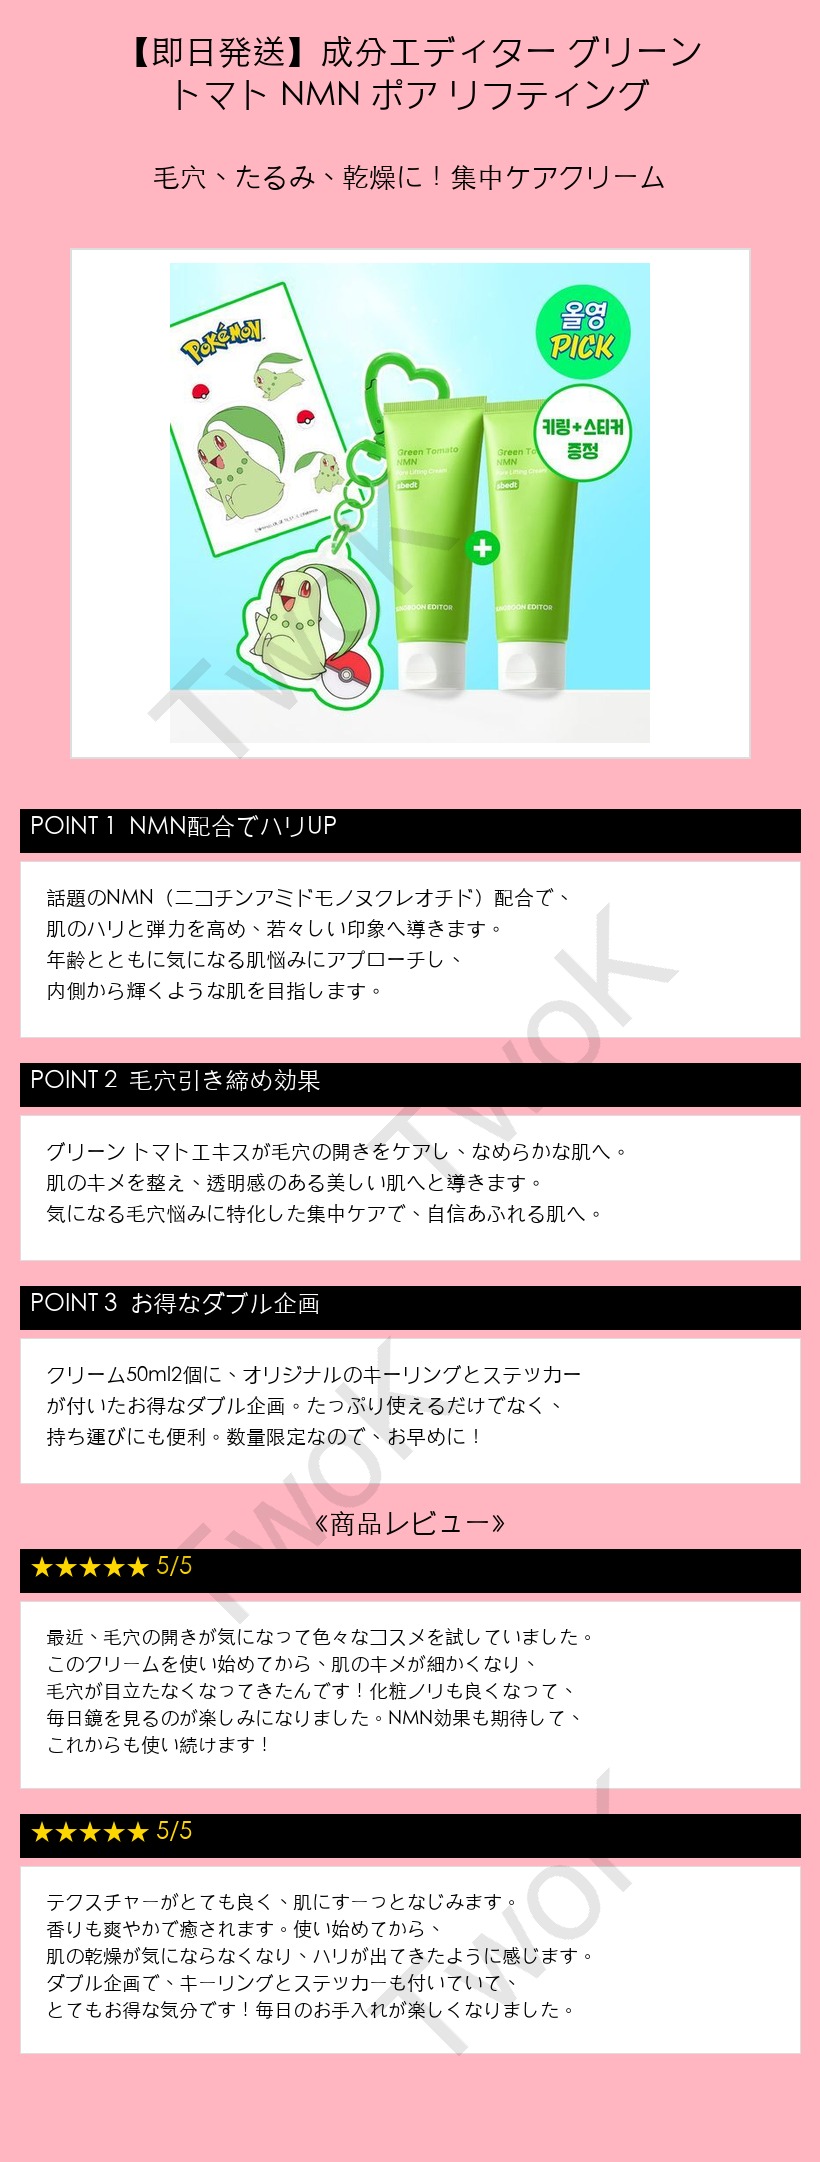 【即日発送】成分エディター グリーン
トマト NMN ポア リフティング
毛穴、たるみ、乾燥に！集中ケアクリーム
Pokémon
올영
PICK
키링+스티커
증정
Green Tomato
NMN
Pore Lifting Cream
abedt
Green To
NMN
Pore Lifting Cream
abedt
+
SUNGBOON EDITOR
SUNGBOON EDITOR
POINT 1 NMN配合でハリUP
話題のNMN（ニコチンアミドモノヌクレオチド）配合で、
肌のハリと弾力を高め、若々しい印象へ導きます。
年齢とともに気になる肌悩みにアプローチし、
内側から輝くような肌を目指します。
POINT 2 毛穴引き締め効果
グリーン トマトエキスが毛穴の開きをケアし、なめらかな肌へ。
肌のキメを整え、透明感のある美しい肌へと導きます。
気になる毛穴悩みに特化した集中ケアで、自信あふれる肌へ。
POINT 3 お得なダブル企画
クリーム50ml2個に、オリジナルのキーリングとステッカー
が付いたお得なダブル企画。たっぷり使えるだけでなく、
持ち運びにも便利。数量限定なので、お早めに！
《商品レビュー》
★★★★★ 5/5
最近、毛穴の開きが気になって色々なコスメを試していました。
このクリームを使い始めてから、肌のキメが細かくなり、
毛穴が目立たなくなってきたんです！化粧ノリも良くなって、
毎日鏡を見るのが楽しみになりました。NMN効果も期待して、
これからも使い続けます！
★★★★★ 5/5
テクスチャーがとても良く、肌にすーっとなじみます。
香りも爽やかで癒されます。使い始めてから、
肌の乾燥が気にならなくなり、ハリが出てきたように感じます。
ダブル企画で、キーリングとステッカーも付いていて、
とてもお得な気分です！毎日のお手入れが楽しくなりました。
TwoK
TwoK
TwoK
TwoK